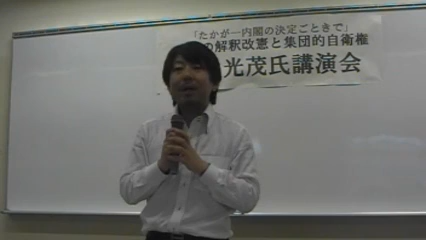 「たかが一内閣の決定ごときで」
の解釈改憲と集団的自衛権
光茂氏講演会